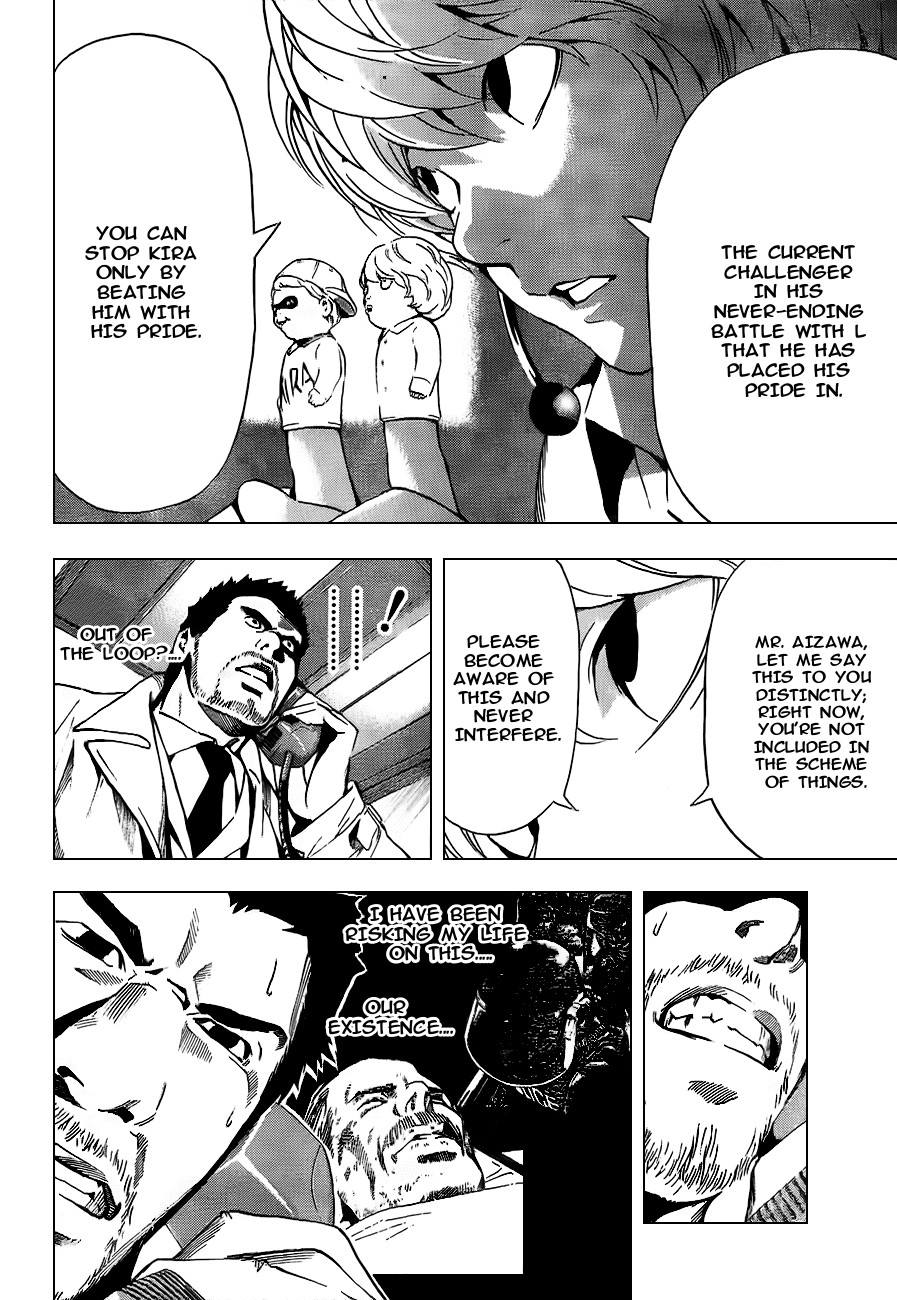 THE CURRENT
CHALLENGER
IN HIS
NEVER-ENDING
BATTLE WITH L
THAT HE HAS
PLACED HIS
PRIDE IN.
YOU CAN
STOP KIRA
ONLY BY
BEATING
HIM WITH
HIS PRIDE.
KIRA
MR. AIZAWA,
LET ME SAY
THIS TO YOU
DISTINCTLY;
RIGHT NOW,
YOU'RE NOT
INCLUDED IN
THE SCHEME
OF THINGS.
PLEASE
BECOME
AWARE OF
THIS AND
NEVER
INTERFERE.
!
OUT OF
THE LOOP?....
I HAVE BEEN
RISKING MY LIFE
ON THIS.....
OUR
EXISTENCE....